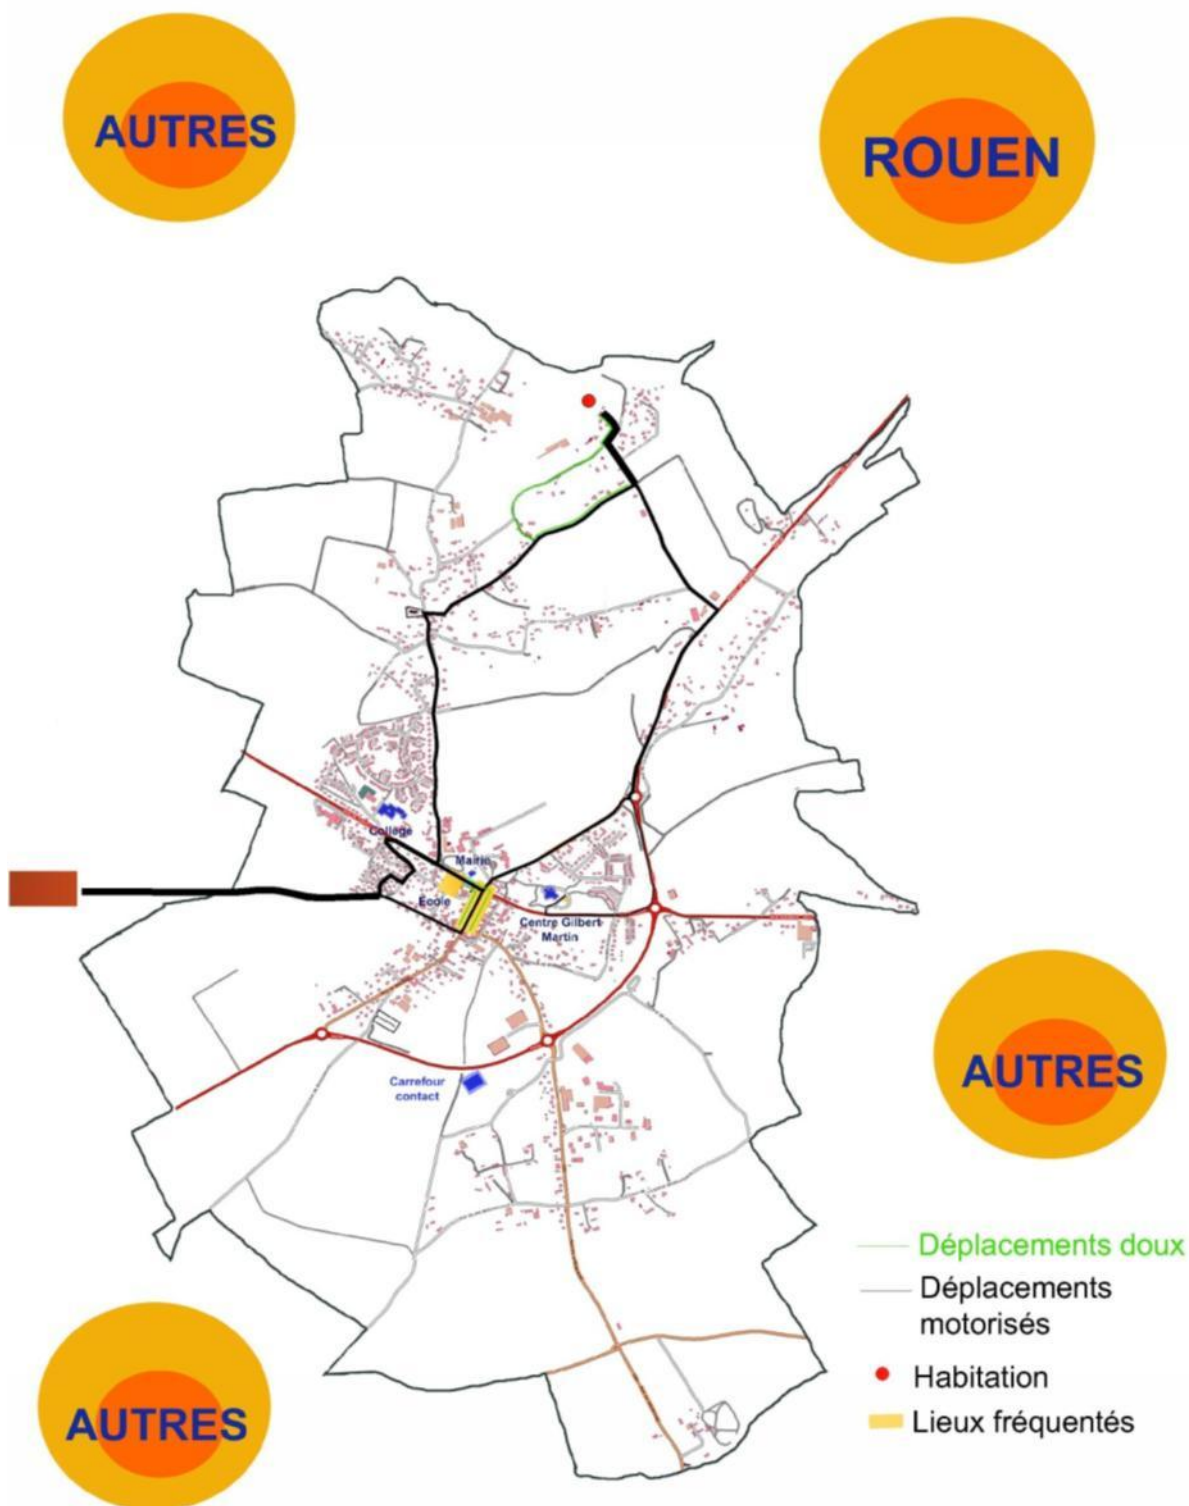 AUTRES
ROUEN
Collège
Mairie
Ecole
Centre Gilbert
Martin
AUTRES
Carrefour
contact
Déplacements doux
Déplacements
motorisés
Habitation
Lieux fréquentés
AUTRES